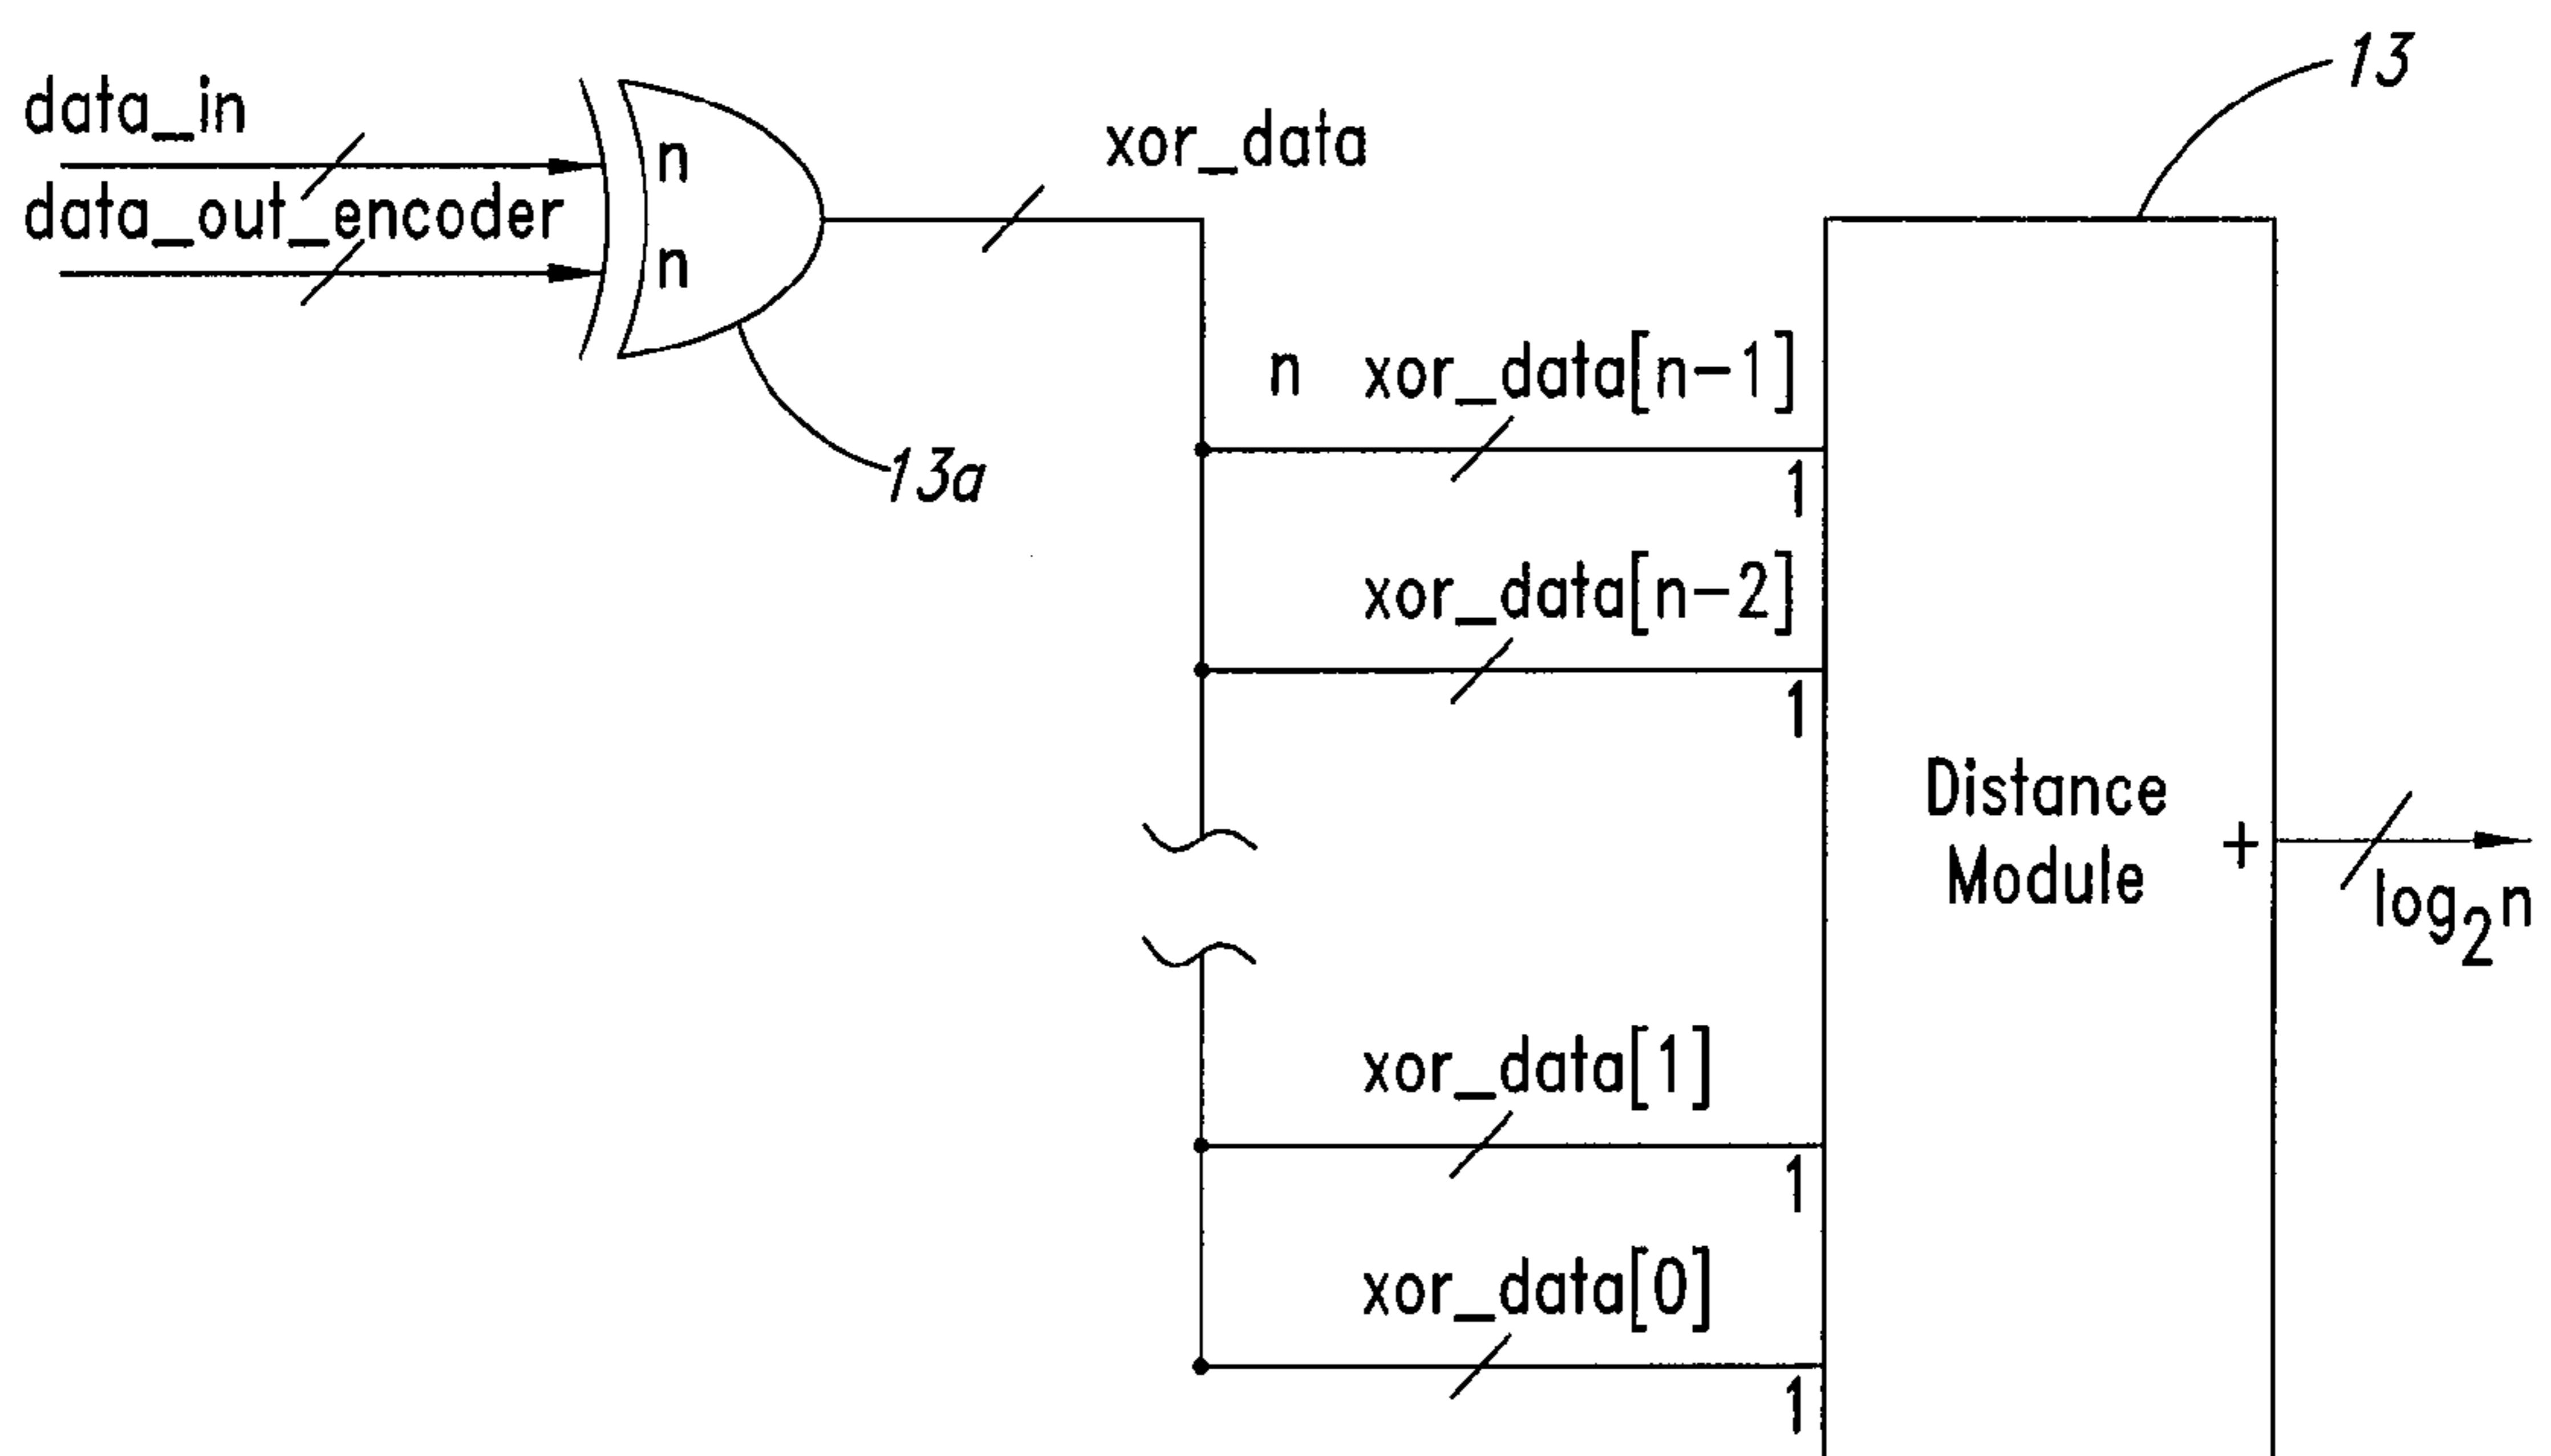 13
data_in
n
xor_data
data_out_encoder
n
n xor_data[n-1]
13a
1
xor_data[n-2]
1
Distance
Module
+
log2n
xor_data[1]
1
xor_data[0]
1